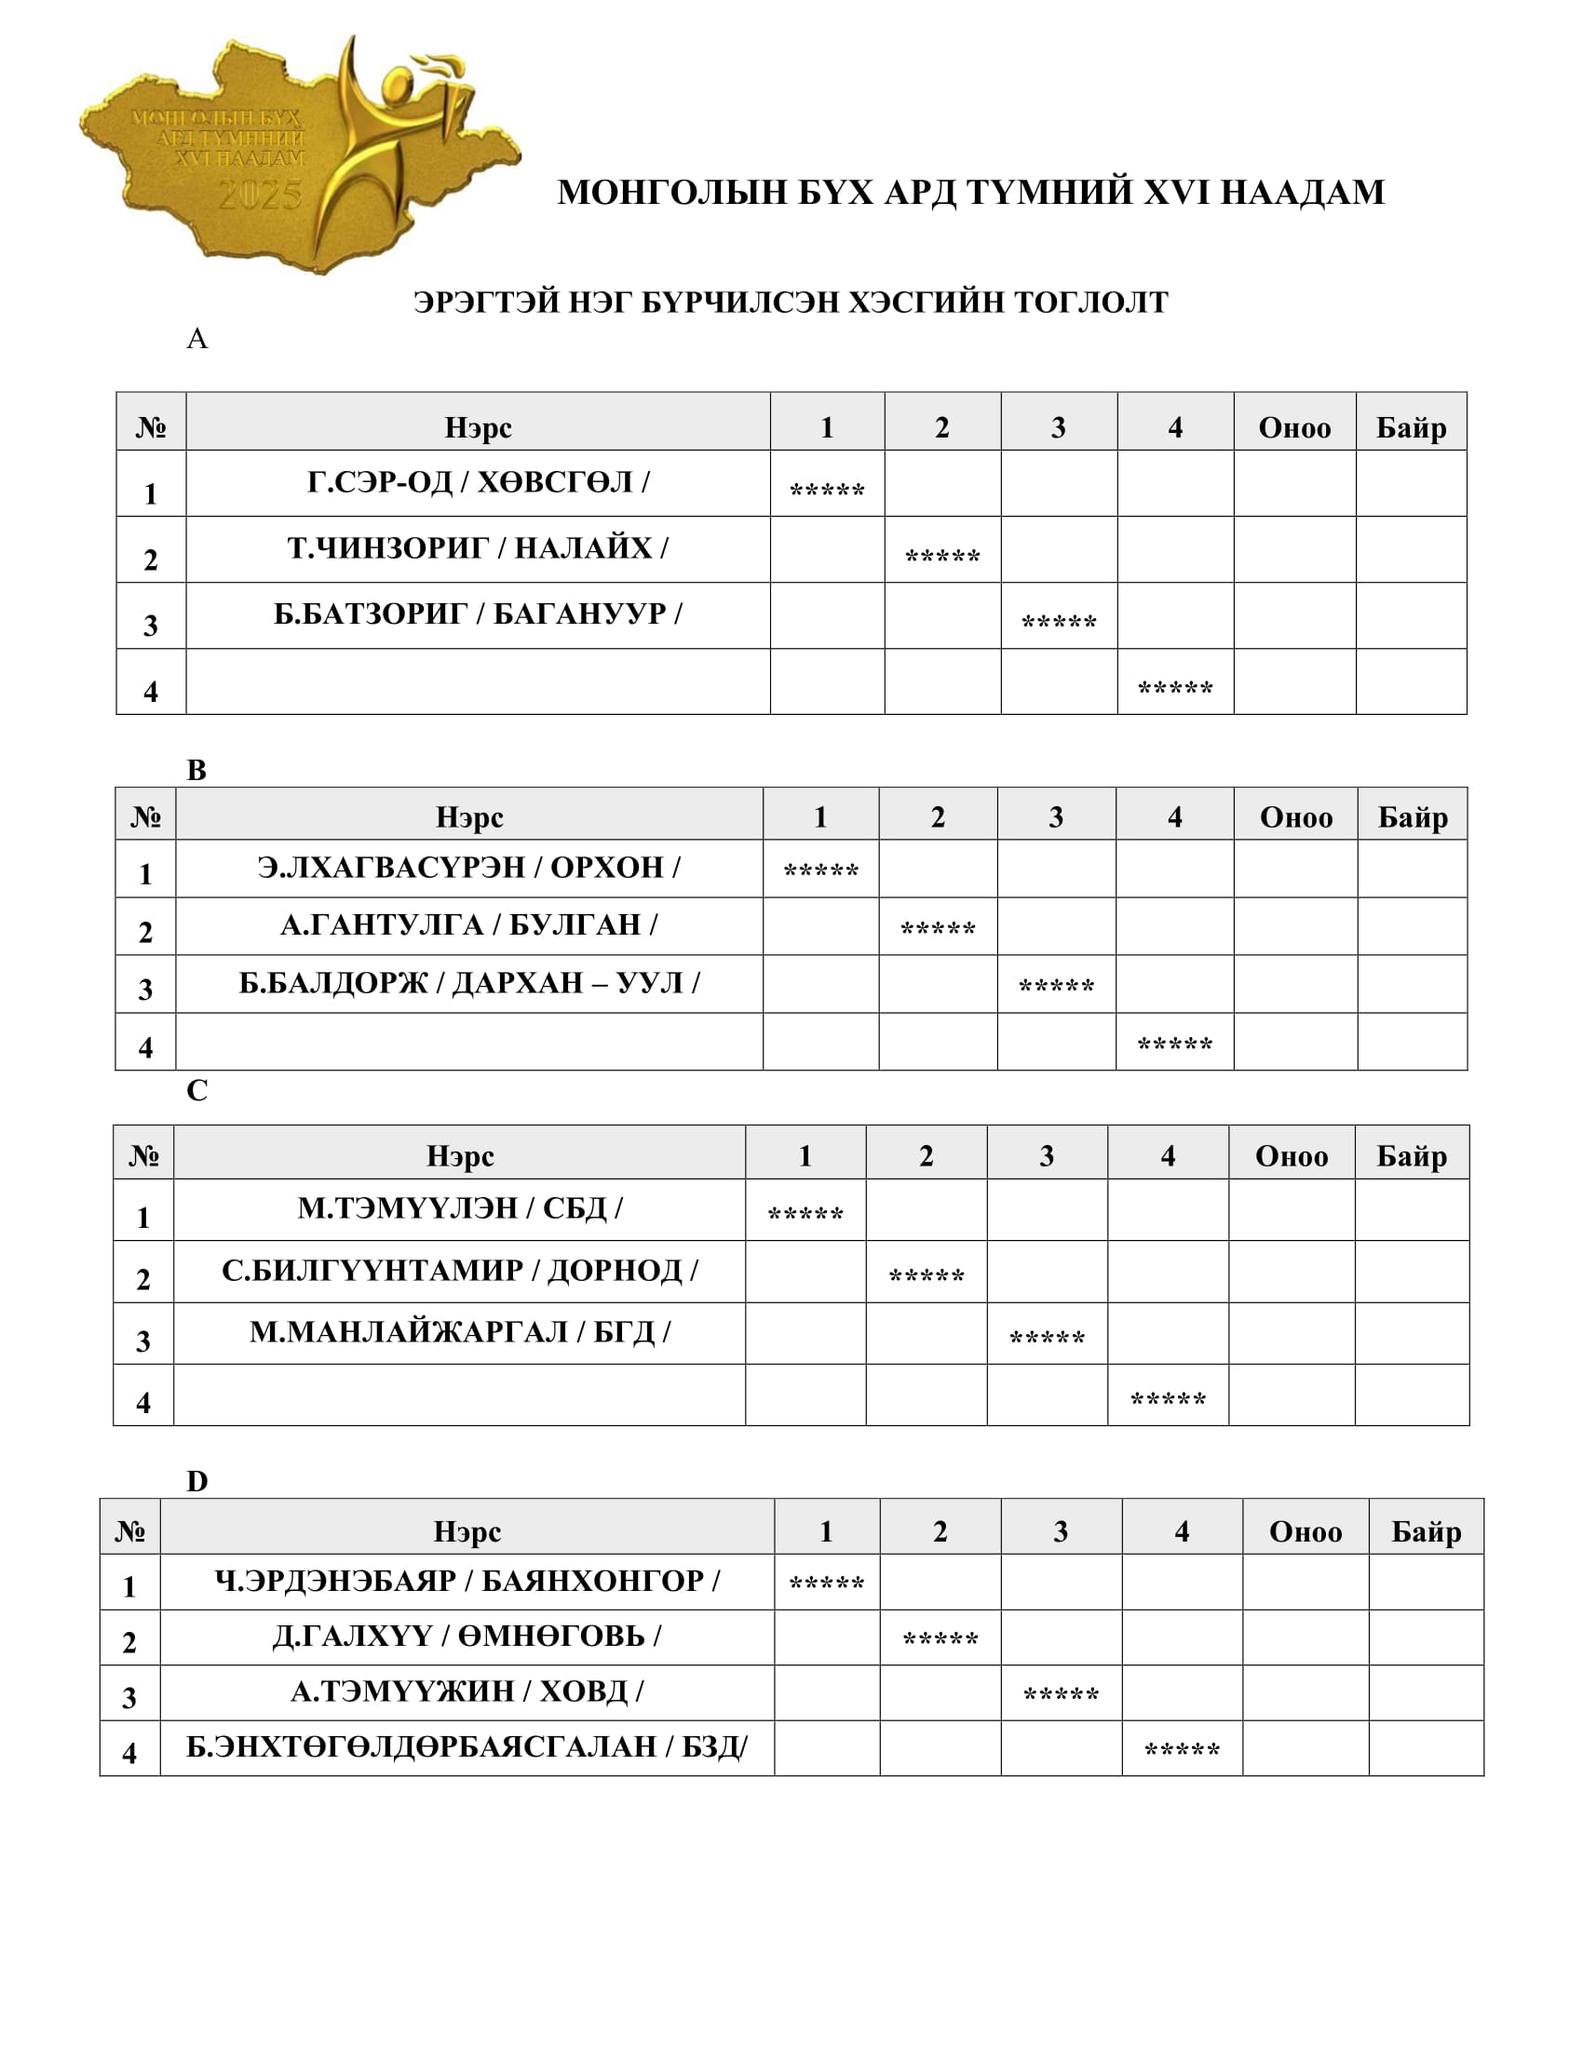 МОНГОЛЫН БҮХ
АРД ТҮМНИЙ
XVI НААДАМ
2025
МОНГОЛЫН БҮХ АРД ТҮМНИЙ XVI НААДАМ
ЭРЭГТЭЙ НЭГ БҮРЧИЛСЭН ХЭСГИЙН ТОГЛОЛТ
A
№ Нэрс 1 2 3 4 Оноо Байр
1 Г.СЭР-ОД / ХӨВСГӨЛ / *****
2 Т.ЧИНЗОРИГ / НАЛАЙХ / *****
3 Б.БАТЗОРИГ / БАГАНУУР / *****
4 *****
B
№ Нэрс 1 2 3 4 Оноо Байр
1 Э.ЛХАГВАСҮРЭН / ОРХОН / *****
2 А.ГАНТУЛГА / БУЛГАН / *****
3 Б.БАЛДОРЖ / ДАРХАН – УУЛ / *****
4 *****
C
№ Нэрс 1 2 3 4 Оноо Байр
1 М.ТЭМҮҮЛЭН / СБД / *****
2 С.БИЛГҮҮНТАМИР / ДОРНОД / *****
3 М.МАНЛАЙЖАРГАЛ / БГД / *****
4 *****
D
№ Нэрс 1 2 3 4 Оноо Байр
1 Ч.ЭРДЭНЭБАЯР / БАЯНХОНГОР / *****
2 Д.ГАЛХҮҮ / ӨМНӨГОВЬ / *****
3 А.ТЭМҮҮЖИН / ХОВД / *****
4 Б.ЭНХТӨГӨЛДӨРБАЯСГАЛАН / БЗД/ *****